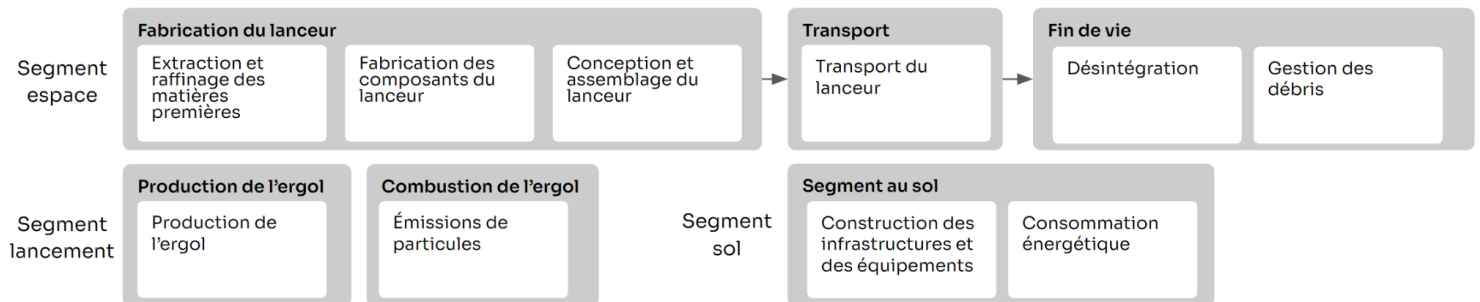 Segment
espace
Fabrication du lanceur
Extraction et
raffinage des
matières
premières
Fabrication des
composants du
lanceur
Conception et
assemblage du
lanceur
Transport
Transport du
lanceur
Fin de vie
Désintégration
Gestion des
débris
Segment
lancement
Production de l'ergol
Production de
l'ergol
Combustion de l'ergol
Émissions de
particules
Segment
sol
Segment au sol
Construction des
infrastructures et
des équipements
Consommation
énergétique